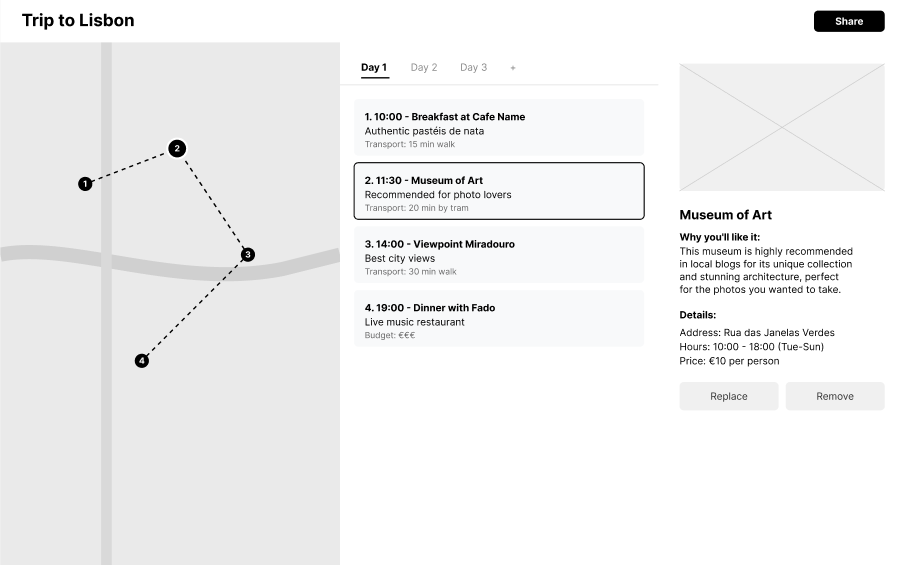 Trip to Lisbon
Share
1
2
3
4
Day 1
Day 2
Day 3
+
1. 10:00 - Breakfast at Cafe Name
Authentic pastéis de nata
Transport: 15 min walk
2. 11:30 - Museum of Art
Recommended for photo lovers
Transport: 20 min by tram
3. 14:00 - Viewpoint Miradouro
Best city views
Transport: 30 min walk
4. 19:00 - Dinner with Fado
Live music restaurant
Budget: €€€
Museum of Art
Why you'll like it:
This museum is highly recommended
in local blogs for its unique collection
and stunning architecture, perfect
for the photos you wanted to take.
Details:
Address: Rua das Janelas Verdes
Hours: 10:00 - 18:00 (Tue-Sun)
Price: €10 per person
Replace
Remove